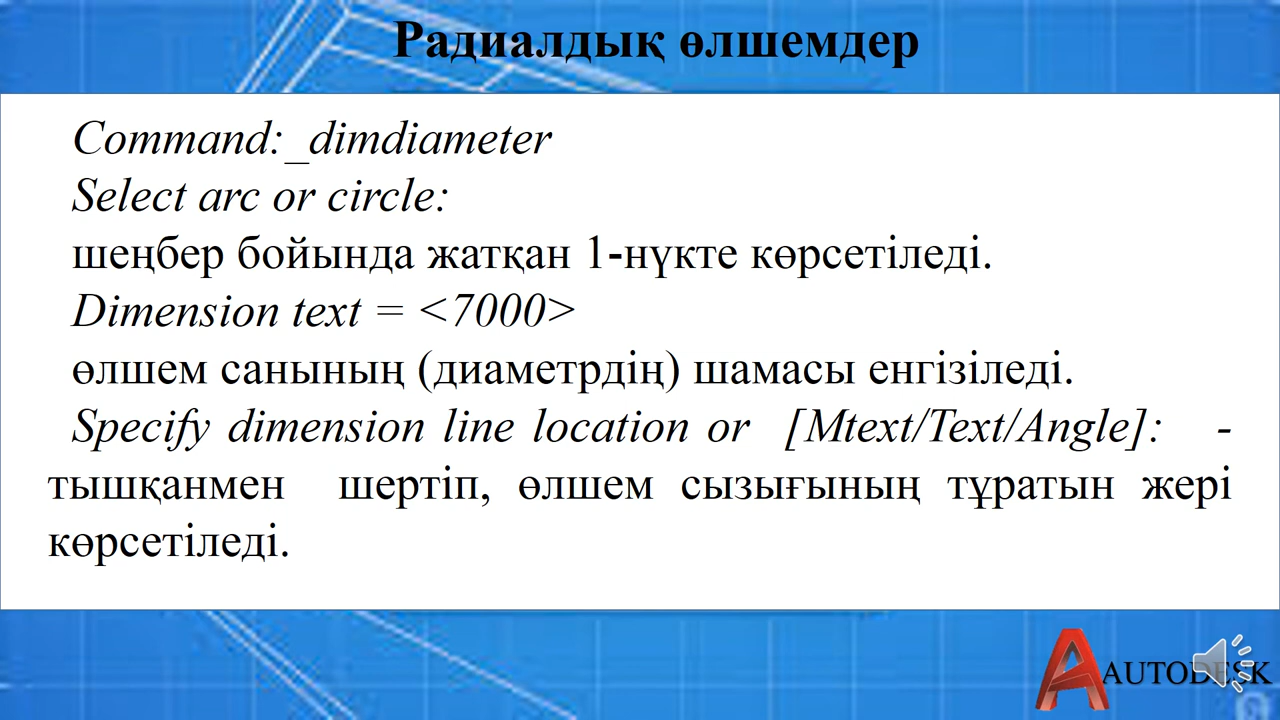 Радиалдық өлшемдер
Command:_dimdiameter
Select arc or circle:
шеңбер бойында жатқан 1-нүкте көрсетіледі.
Dimension text = <7000>
өлшем санының (диаметрдің) шамасы енгізіледі.
Specify dimension line location or [Mtext/Text/Angle]: -
тышқанмен шертіп, өлшем сызығының тұратын жері
көрсетіледі.
AUTODESK